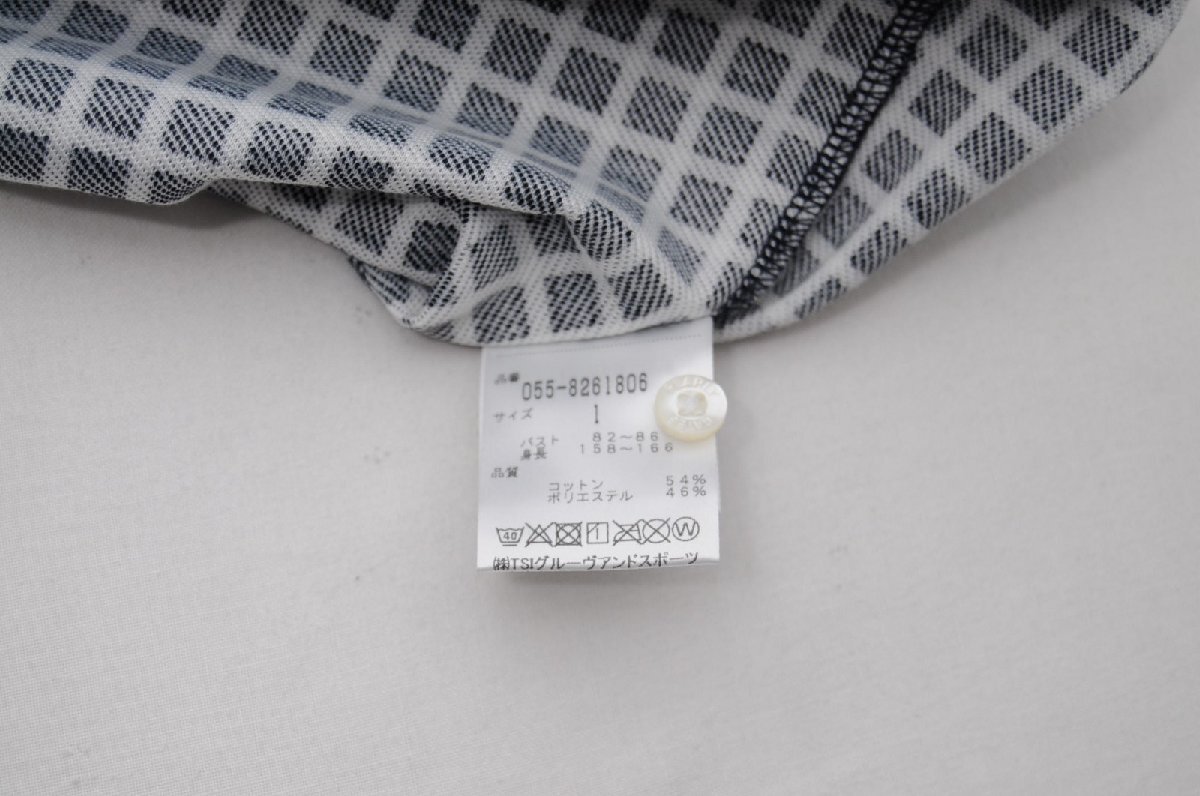 品番 055-8261806
サイズ 1
バスト 82~86
身長 158~166
品質
コットン 54%
ポリエステル 46%
40 W
(株)TSIグルーヴアンドスポーツ